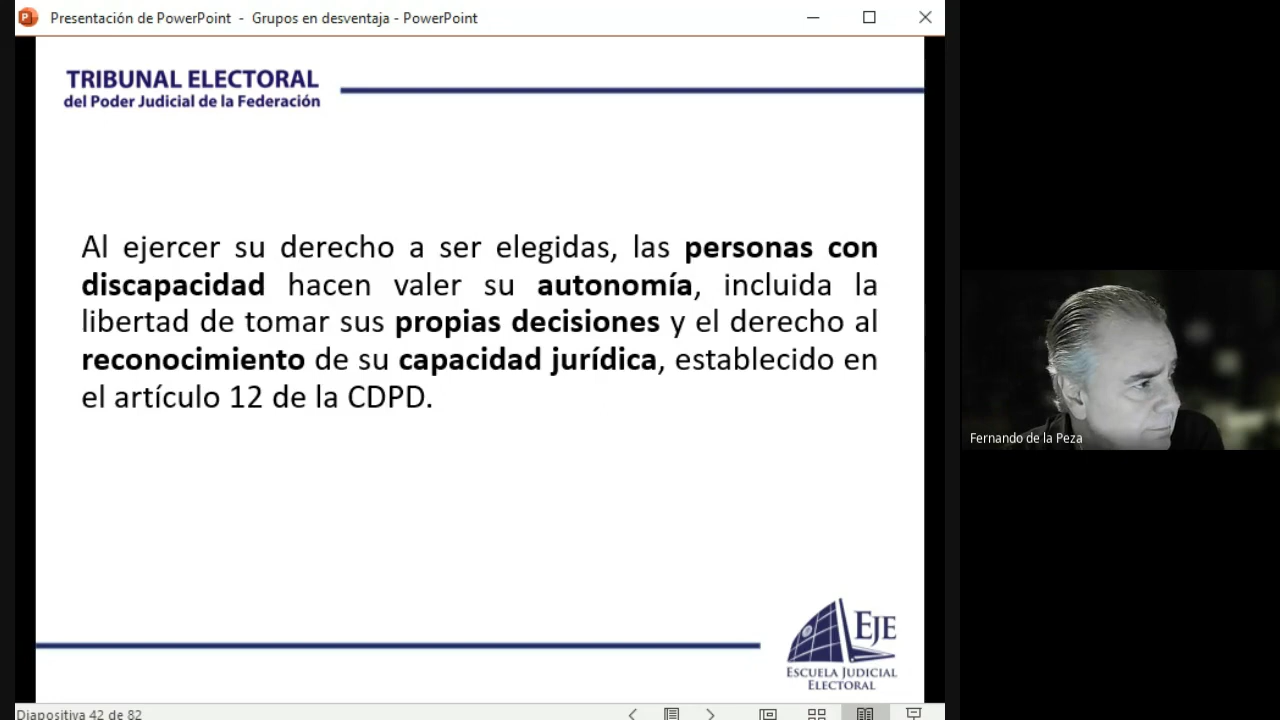 Presentación de PowerPoint - Grupos en desventaja - PowerPoint
TRIBUNAL ELECTORAL
del Poder Judicial de la Federación
Al ejercer su derecho a ser elegidas, las personas con
discapacidad hacen valer su autonomía, incluida la
libertad de tomar sus propias decisiones y el derecho al
reconocimiento de su capacidad jurídica, establecido en
el artículo 12 de la CDPD.
Fernando de la Peza
EJE
ESCUELA JUDICIAL
ELECTORAL
Diapositiva 42 de 82